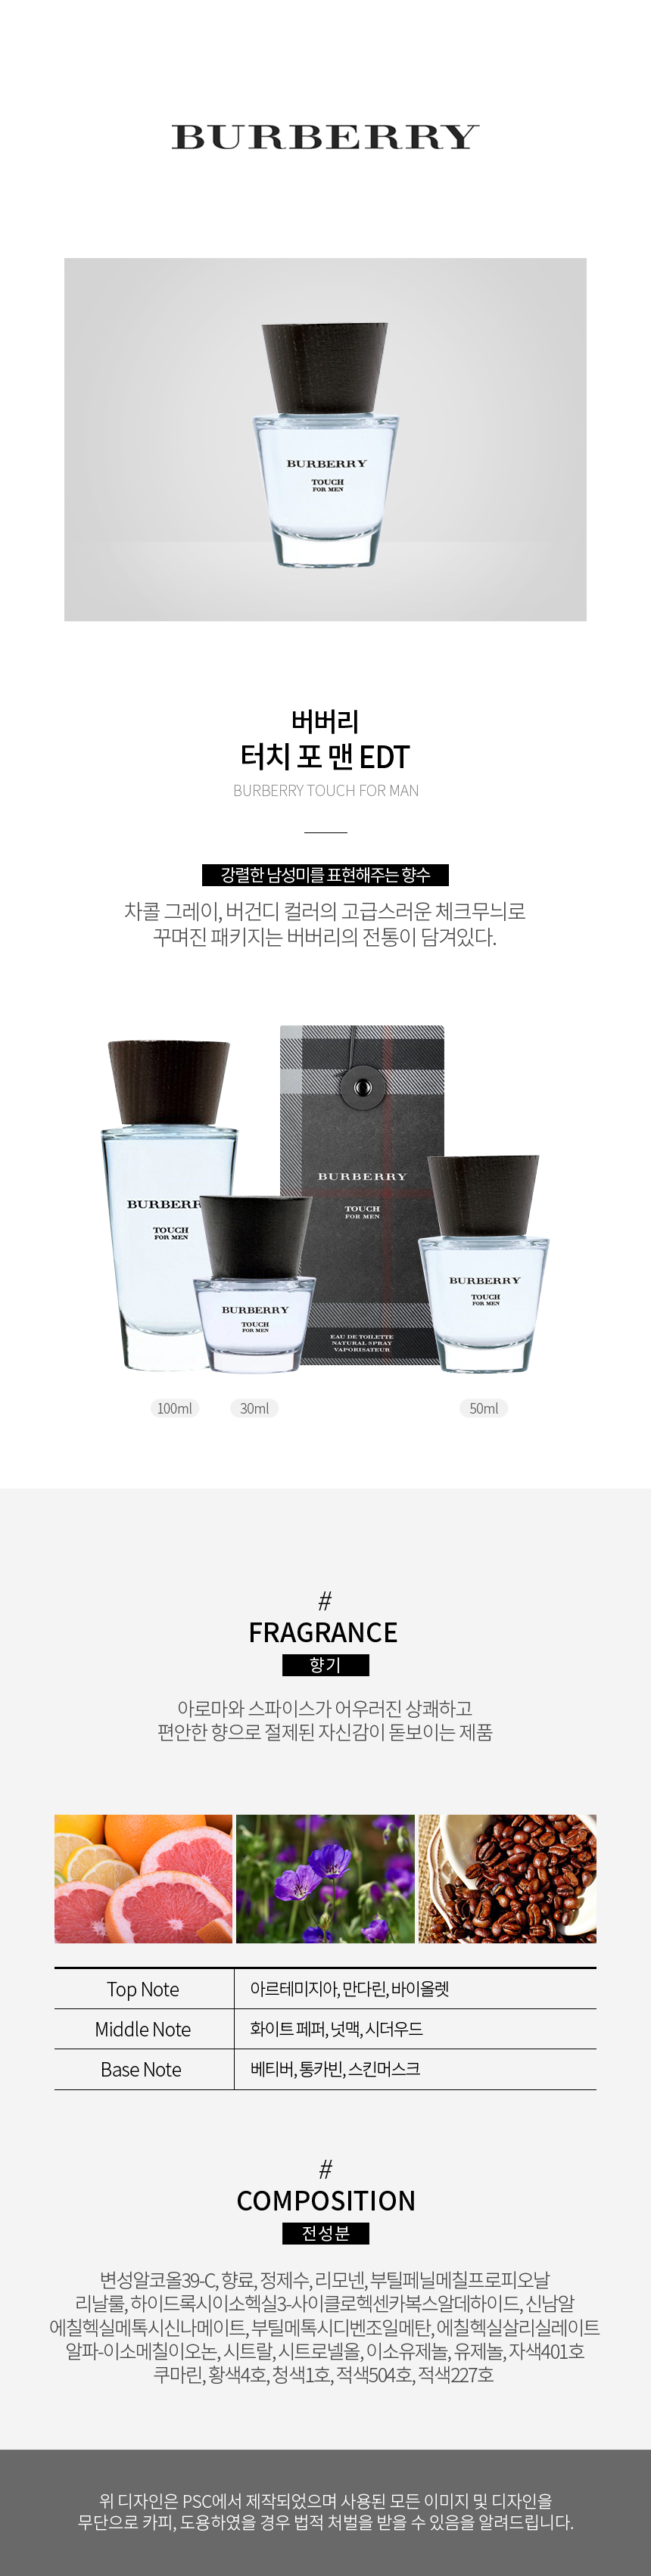 BURBERRY
BURBERRY
TOUCH
FOR MEN
버버리
터치 포 맨 EDT
BURBERRY TOUCH FOR MAN
강렬한 남성미를 표현해주는 향수
차콜 그레이, 버건디 컬러의 고급스러운 체크무늬로
꾸며진 패키지는 버버리의 전통이 담겨있다.
BURBERR
TOUCH
FOR MEN
BURBERRY
TOUCH
FOR MEN
BURBERRY
TOUCH
FOR MEN
EAU DE TOILETTE
NATURAL SPRAY
VAPORISATEUR
BURBERRY
TOUCH
FOR MEN
100ml 30ml 50ml
#
FRAGRANCE
향기
아로마와 스파이스가 어우러진 상쾌하고
편안한 향으로 절제된 자신감이 돋보이는 제품
Top Note 아르테미지아, 만다린, 바이올렛
Middle Note 화이트 페퍼, 넛맥, 시더우드
Base Note 베티버, 통카빈, 스킨머스크
#
COMPOSITION
전성분
변성알코올39-C, 향료, 정제수, 리모넨, 부틸페닐메칠프로피오날
리날룰, 하이드록시이소헥실3-사이클로헥센카복스알데하이드, 신남알
에칠헥실메톡시신나메이트, 부틸메톡시디벤조일메탄, 에칠헥실살리실레이트
알파-이소메칠이오논, 시트랄, 시트로넬올, 이소유제놀, 유제놀, 자색401호
쿠마린, 황색4호, 청색1호, 적색504호, 적색227호
위 디자인은 PSC에서 제작되었으며 사용된 모든 이미지 및 디자인을
무단으로 카피, 도용하였을 경우 법적 처벌을 받을 수 있음을 알려드립니다.